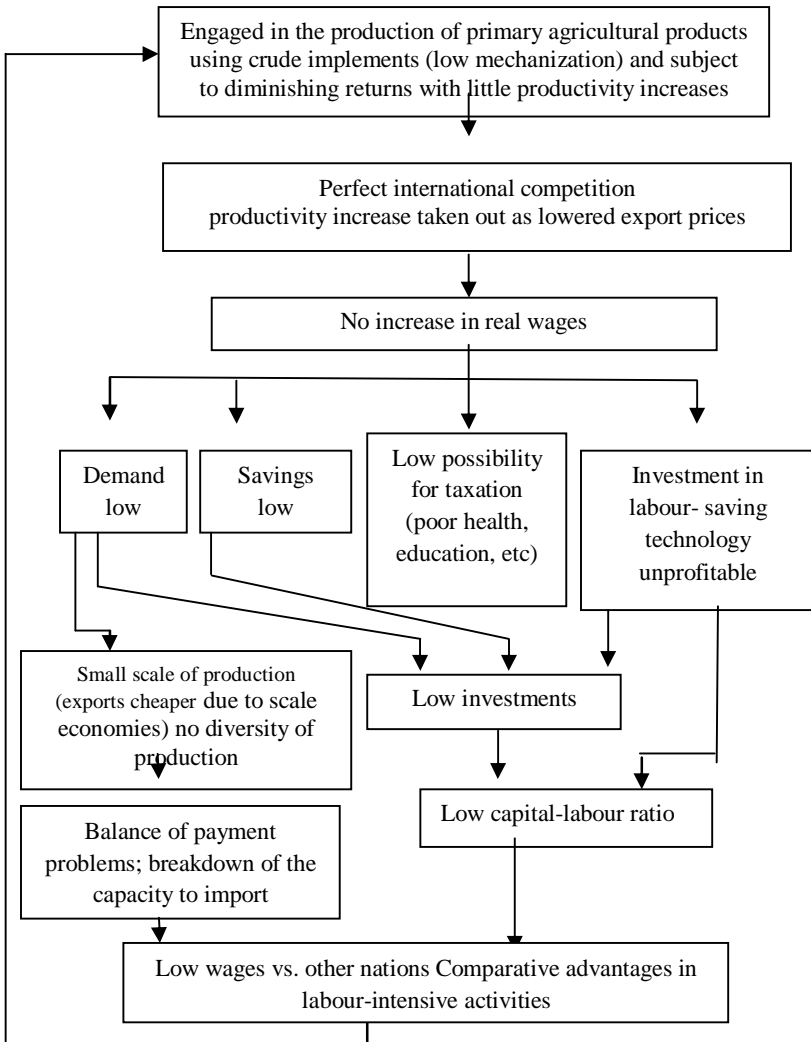 Engaged in the production of primary agricultural products
using crude implements (low mechanization) and subject
to diminishing returns with little productivity increases
Perfect international competition
productivity increase taken out as lowered export prices
No increase in real wages
Demand
low
Savings
low
Low possibility
for taxation
(poor health,
education, etc)
Investment in
labour- saving
technology
unprofitable
Small scale of production
(exports cheaper due to scale
economies) no diversity of
production
Low investments
Low capital-labour ratio
Balance of payment
problems; breakdown of the
capacity to import
Low wages vs. other nations Comparative advantages in
labour-intensive activities